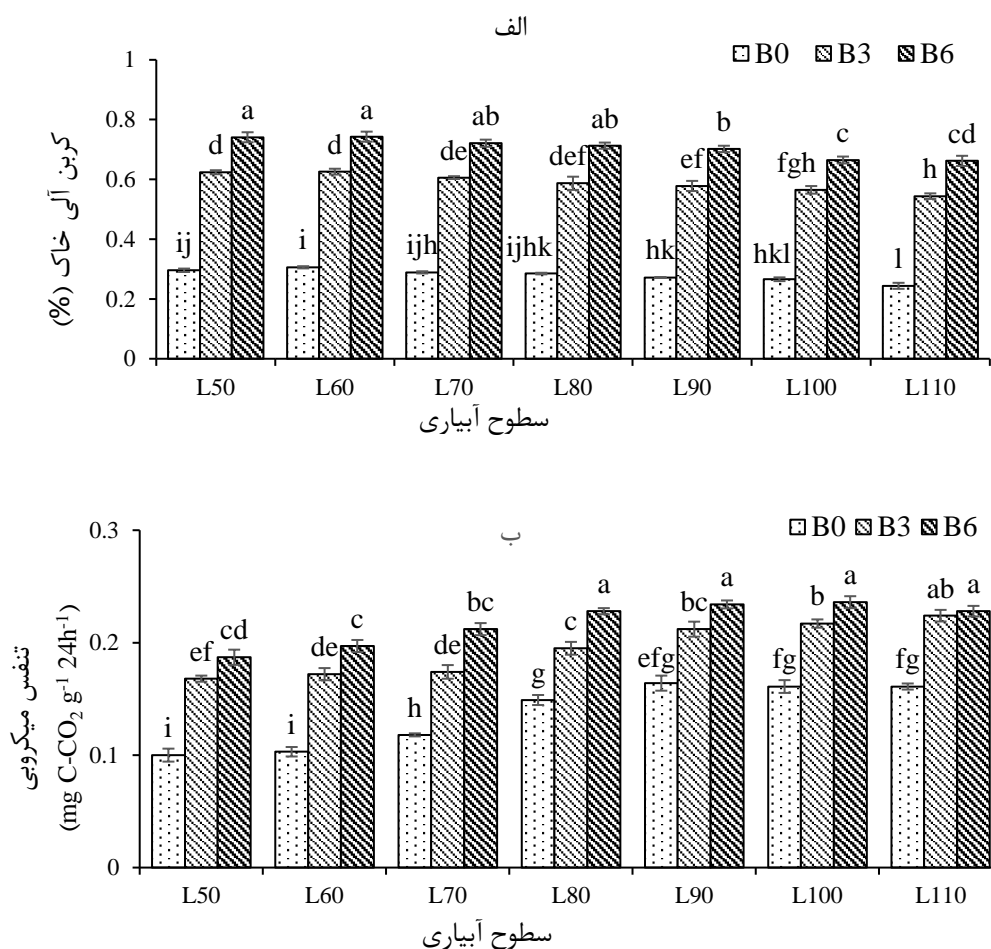 الف
B0 B3 B6
کربن آلی خاک (%)
1
0.8
0.6
0.4
0.2
0
ij d a
i d a
ijh de ab
ijhk def ab
hk ef b
hkl fgh c
l h cd
L50 L60 L70 L80 L90 L100 L110
سطوح آبیاری
ب
B0 B3 B6
تنفس میکروبی
(mg C-CO₂ g⁻¹ 24h⁻¹)
0.3
0.2
0.1
0
i ef cd
i de c
h de bc
g c a
efg bc a
fg b a
fg ab a
L50 L60 L70 L80 L90 L100 L110
سطوح آبیاری